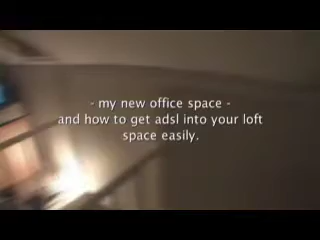 - my new office space -
and how to get adsl into your loft
space easily.